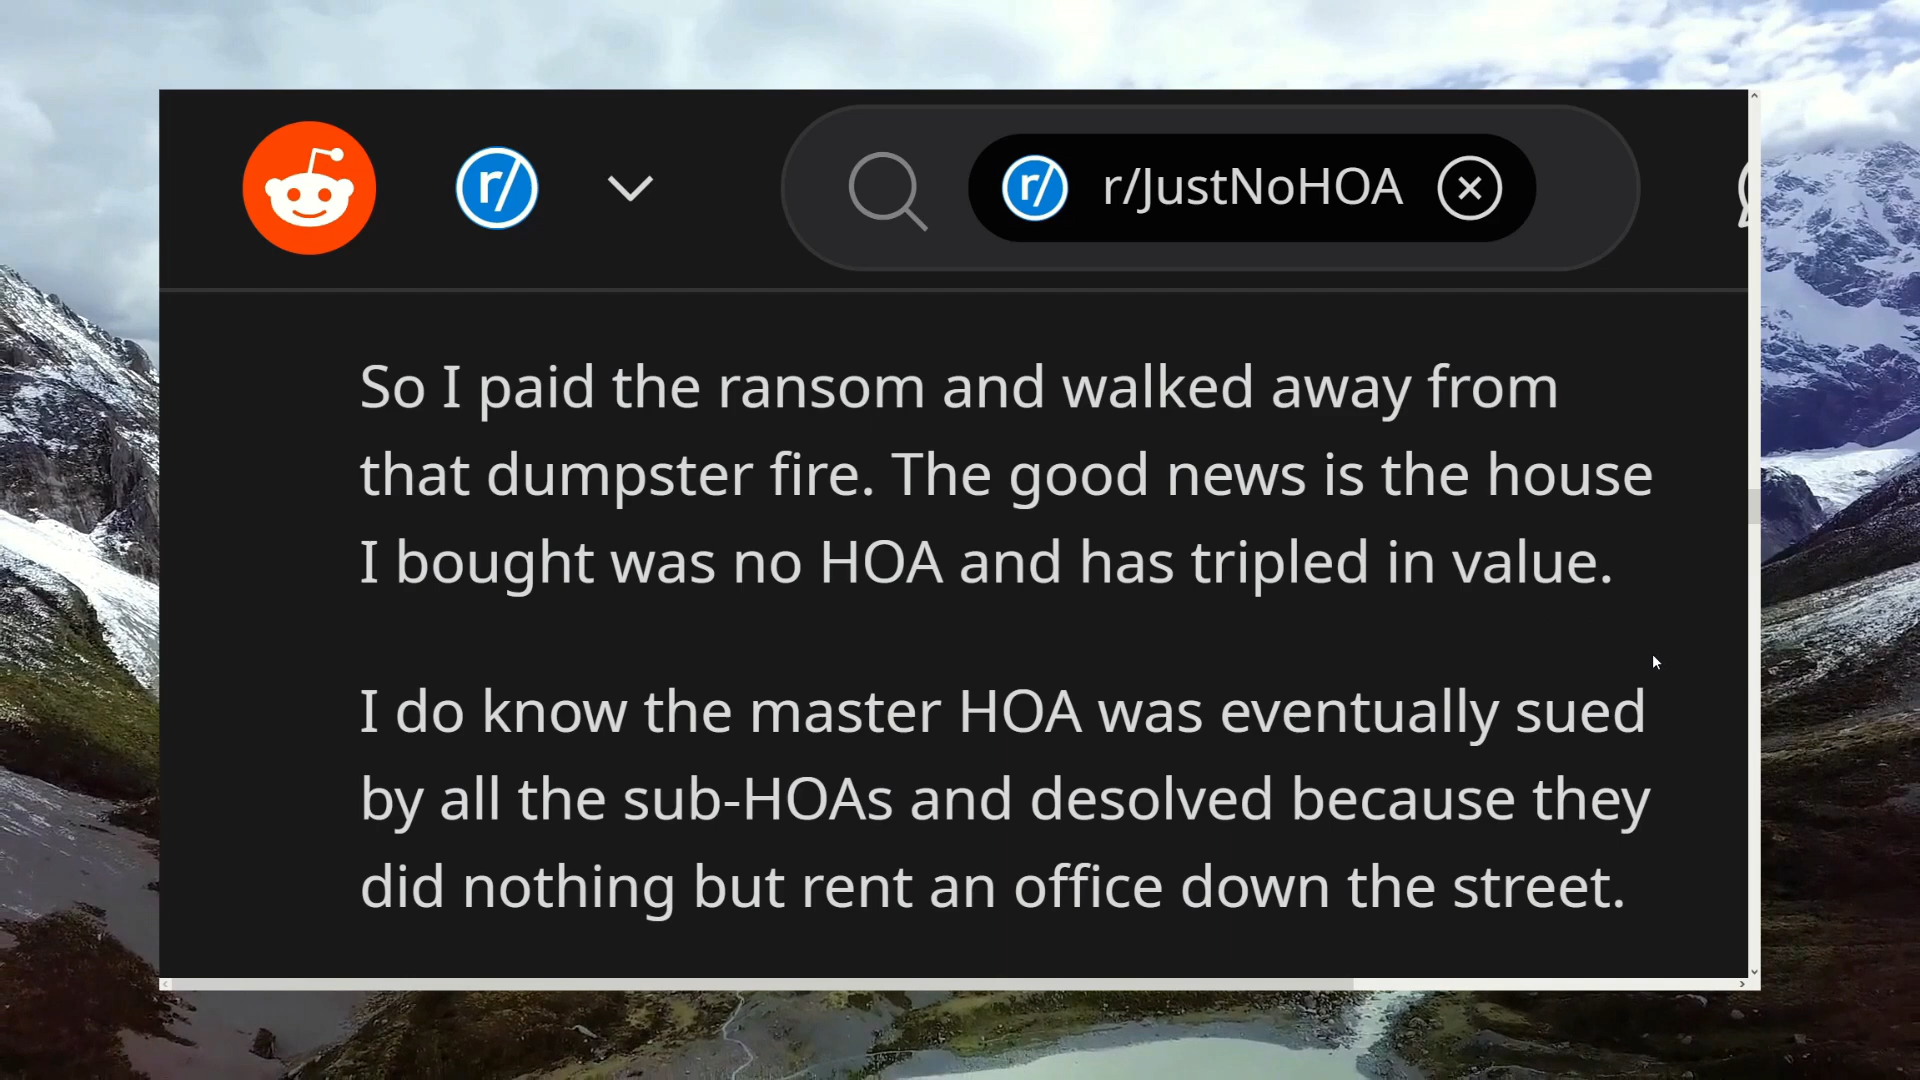 r/
r/
r/JustNoHOA
So I paid the ransom and walked away from
that dumpster fire. The good news is the house
I bought was no HOA and has tripled in value.
I do know the master HOA was eventually sued
by all the sub-HOAs and desolved because they
did nothing but rent an office down the street.